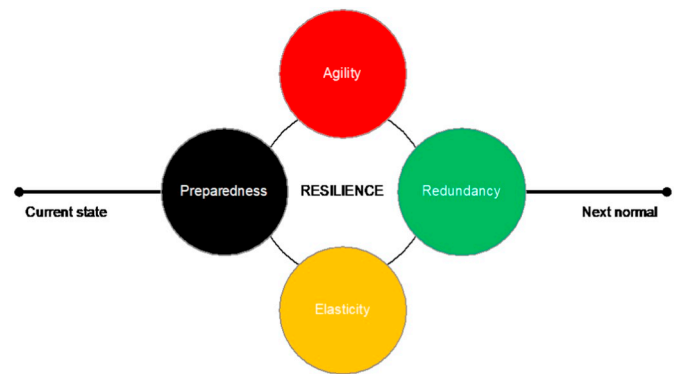 Agility
Preparedness
RESILIENCE
Redundancy
Current state
Next normal
Elasticity